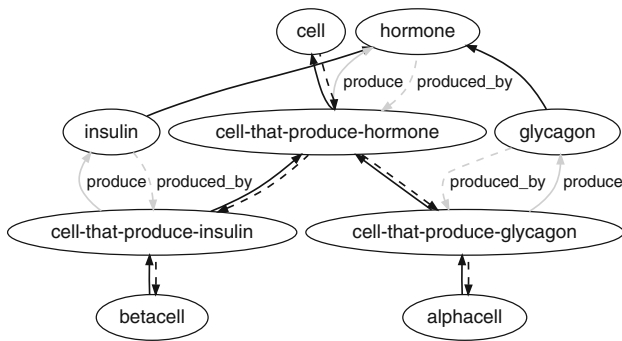 cell hormone
produce produced_by
insulin cell-that-produce-hormone glycagon
produce produced_by produced_by produce
cell-that-produce-insulin cell-that-produce-glycagon
betacell alphacell